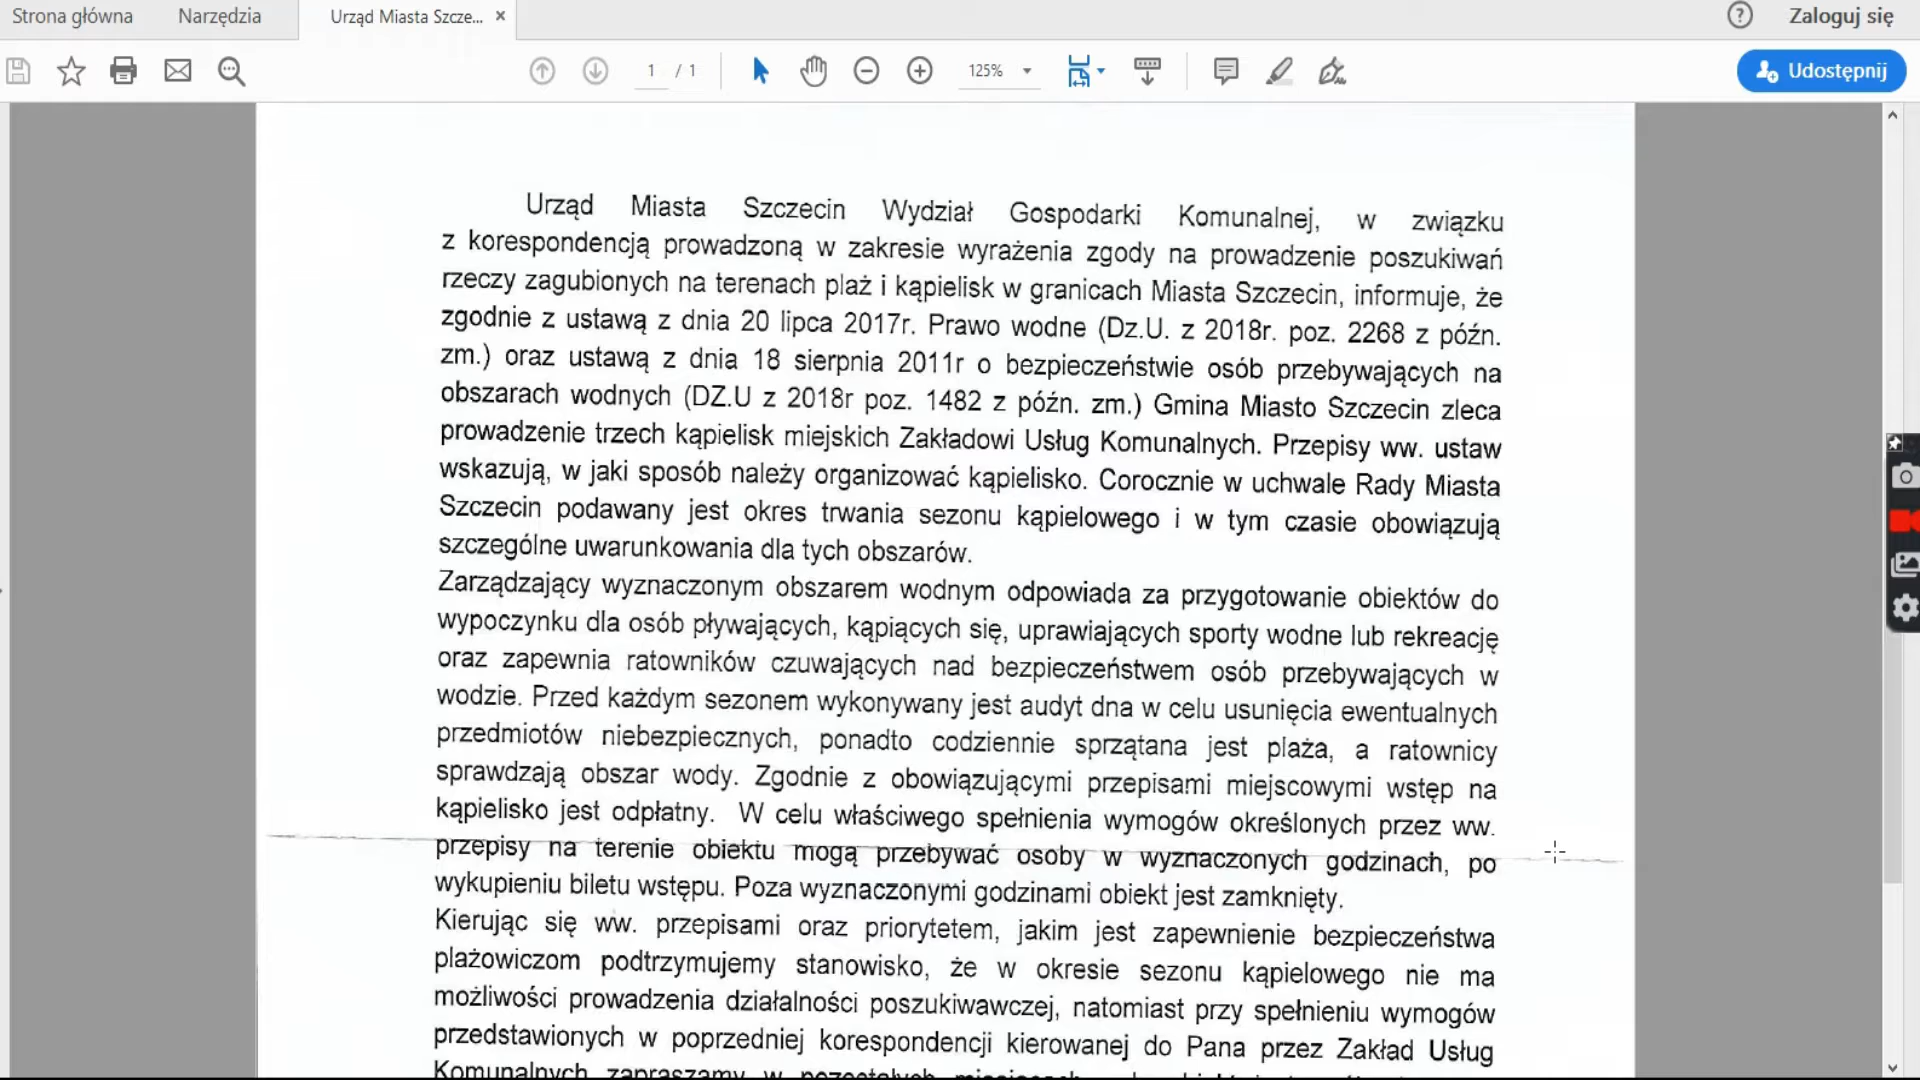 Strona główna
Narzędzia
Urząd Miasta Szcze...
Zaloguj się
1 / 1
125%
Udostępnij
Urząd Miasta Szczecin Wydział Gospodarki Komunalnej, w związku
z korespondencją prowadzoną w zakresie wyrażenia zgody na prowadzenie poszukiwań
rzeczy zagubionych na terenach plaż i kąpielisk w granicach Miasta Szczecin, informuje, że
zgodnie z ustawą z dnia 20 lipca 2017r. Prawo wodne (Dz.U. z 2018r. poz. 2268 z późn.
zm.) oraz ustawą z dnia 18 sierpnia 2011r o bezpieczeństwie osób przebywających na
obszarach wodnych (DZ.U z 2018r poz. 1482 z późn. zm.) Gmina Miasto Szczecin zleca
prowadzenie trzech kąpielisk miejskich Zakładowi Usług Komunalnych. Przepisy ww. ustaw
wskazują, w jaki sposób należy organizować kąpielisko. Corocznie w uchwale Rady Miasta
Szczecin podawany jest okres trwania sezonu kąpielowego i w tym czasie obowiązują
szczególne uwarunkowania dla tych obszarów.
Zarządzający wyznaczonym obszarem wodnym odpowiada za przygotowanie obiektów do
wypoczynku dla osób pływających, kąpiących się, uprawiających sporty wodne lub rekreację
oraz zapewnia ratowników czuwających nad bezpieczeństwem osób przebywających w
wodzie. Przed każdym sezonem wykonywany jest audyt dna w celu usunięcia ewentualnych
przedmiotów niebezpiecznych, ponadto codziennie sprzątana jest plaża, a ratownicy
sprawdzają obszar wody. Zgodnie z obowiązującymi przepisami miejscowymi wstęp na
kąpielisko jest odpłatny. W celu właściwego spełnienia wymogów określonych przez ww.
przepisy na terenie obiektu mogą przebywać osoby w wyznaczonych godzinach, po
wykupieniu biletu wstępu. Poza wyznaczonymi godzinami obiekt jest zamknięty.
Kierując się ww. przepisami oraz priorytetem, jakim jest zapewnienie bezpieczeństwa
plażowiczom podtrzymujemy stanowisko, że w okresie sezonu kąpielowego nie ma
możliwości prowadzenia działalności poszukiwawczej, natomiast przy spełnieniu wymogów
przedstawionych w poprzedniej korespondencji kierowanej do Pana przez Zakład Usług
Komunalnych zapraszamy w pozostałych